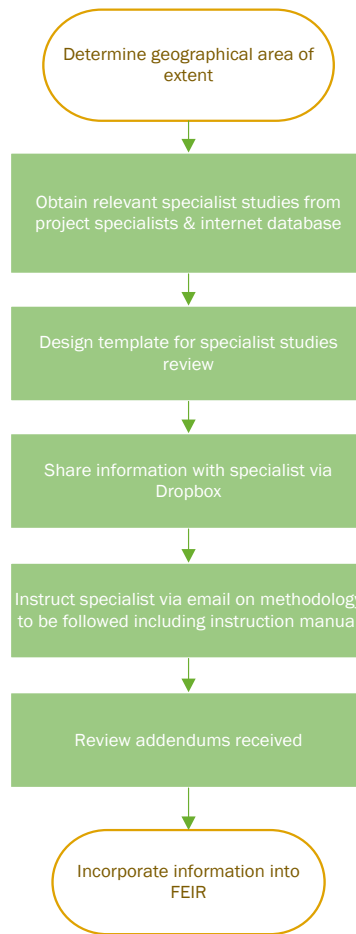 Determine geographical area of
extent
Obtain relevant specialist studies from
project specialists & internet database
Design template for specialist studies
review
Share information with specialist via
Dropbox
Instruct specialist via email on methodology
to be followed including instruction manua
Review addendums received
Incorporate information into
FEIR